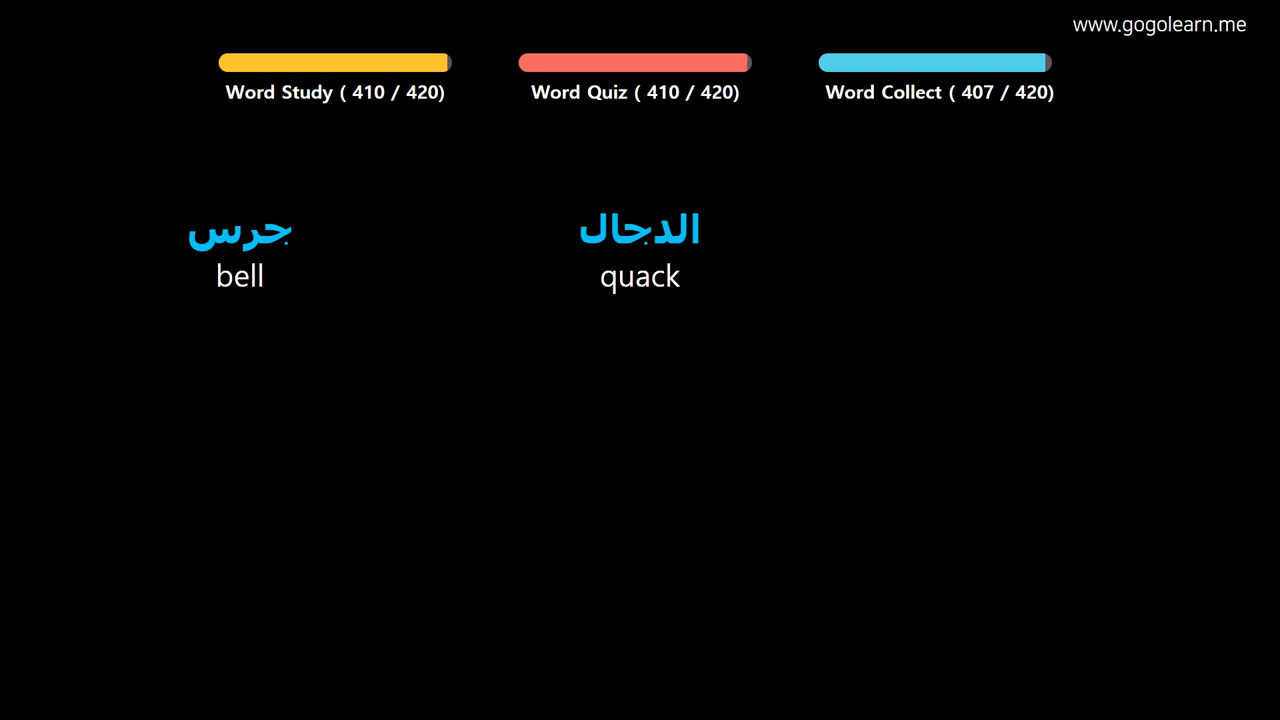 www.gogolearn.me
Word Study ( 410 / 420)
Word Quiz ( 410 / 420)
Word Collect ( 407 / 420)
جرس
bell
الدجال
quack